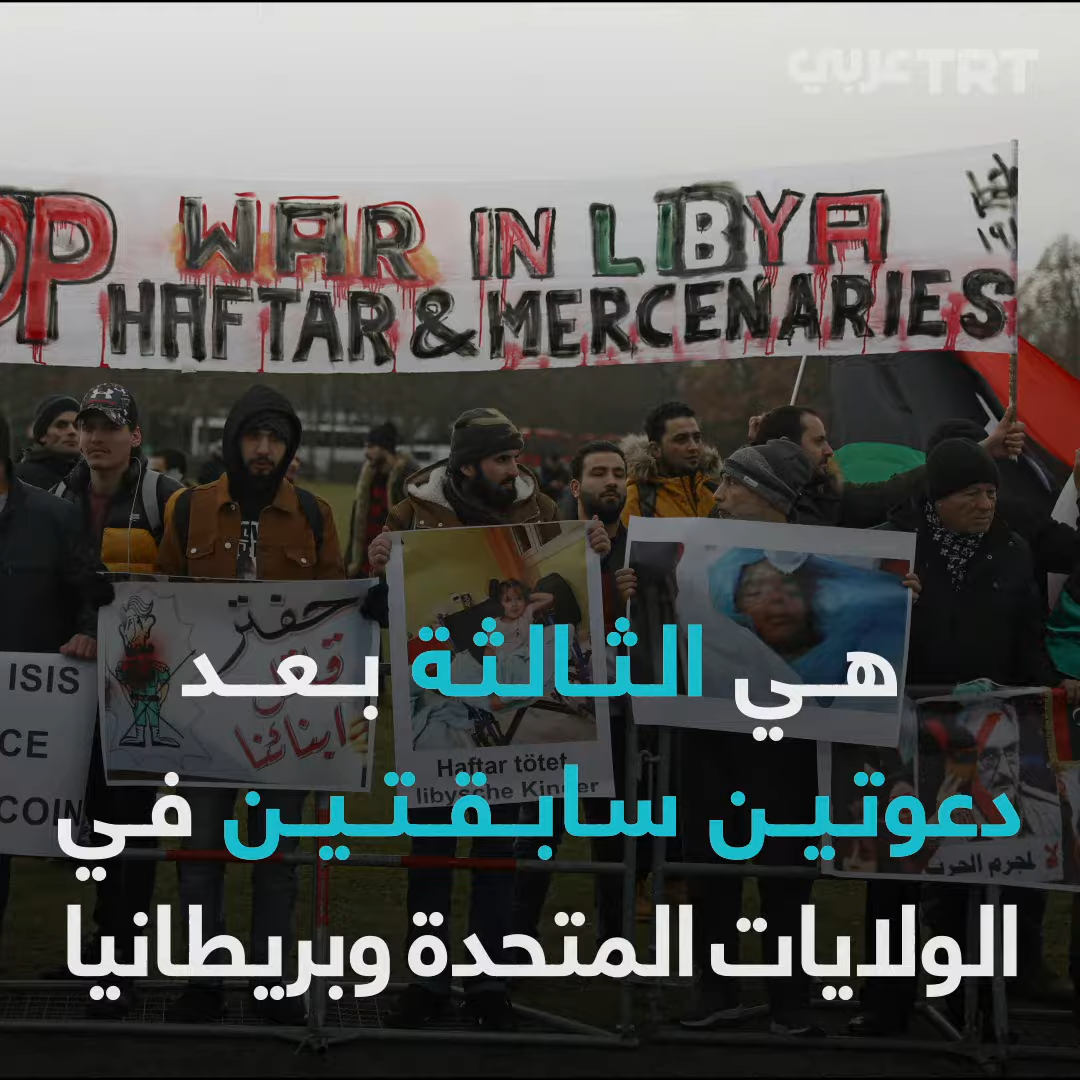 TRT عربي
OP WAR IN LIBYA
HAFTAR & MERCENARIES
ISIS
CE
COIN
حفتر
قاتل
ابنائنا
Haftar tötet
libysche Kinder
لمجرم الحرب
هي الثالثة بعد
دعوتين سابقتين في
الولايات المتحدة وبريطانيا